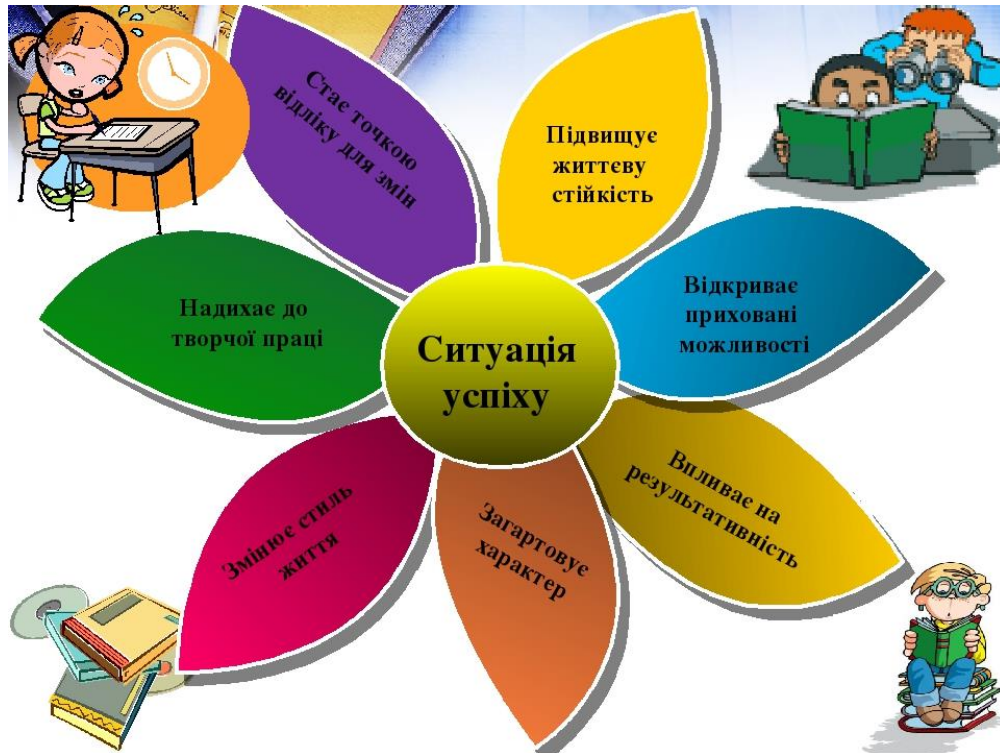 Стає точкою
відліку для змін
Підвищує
життєву
стійкість
Надихає до
творчої праці
Відкриває
приховані
можливості
Ситуація
успіху
Змінює стиль
життя
Загартовує
характер
Впливає на
результативність